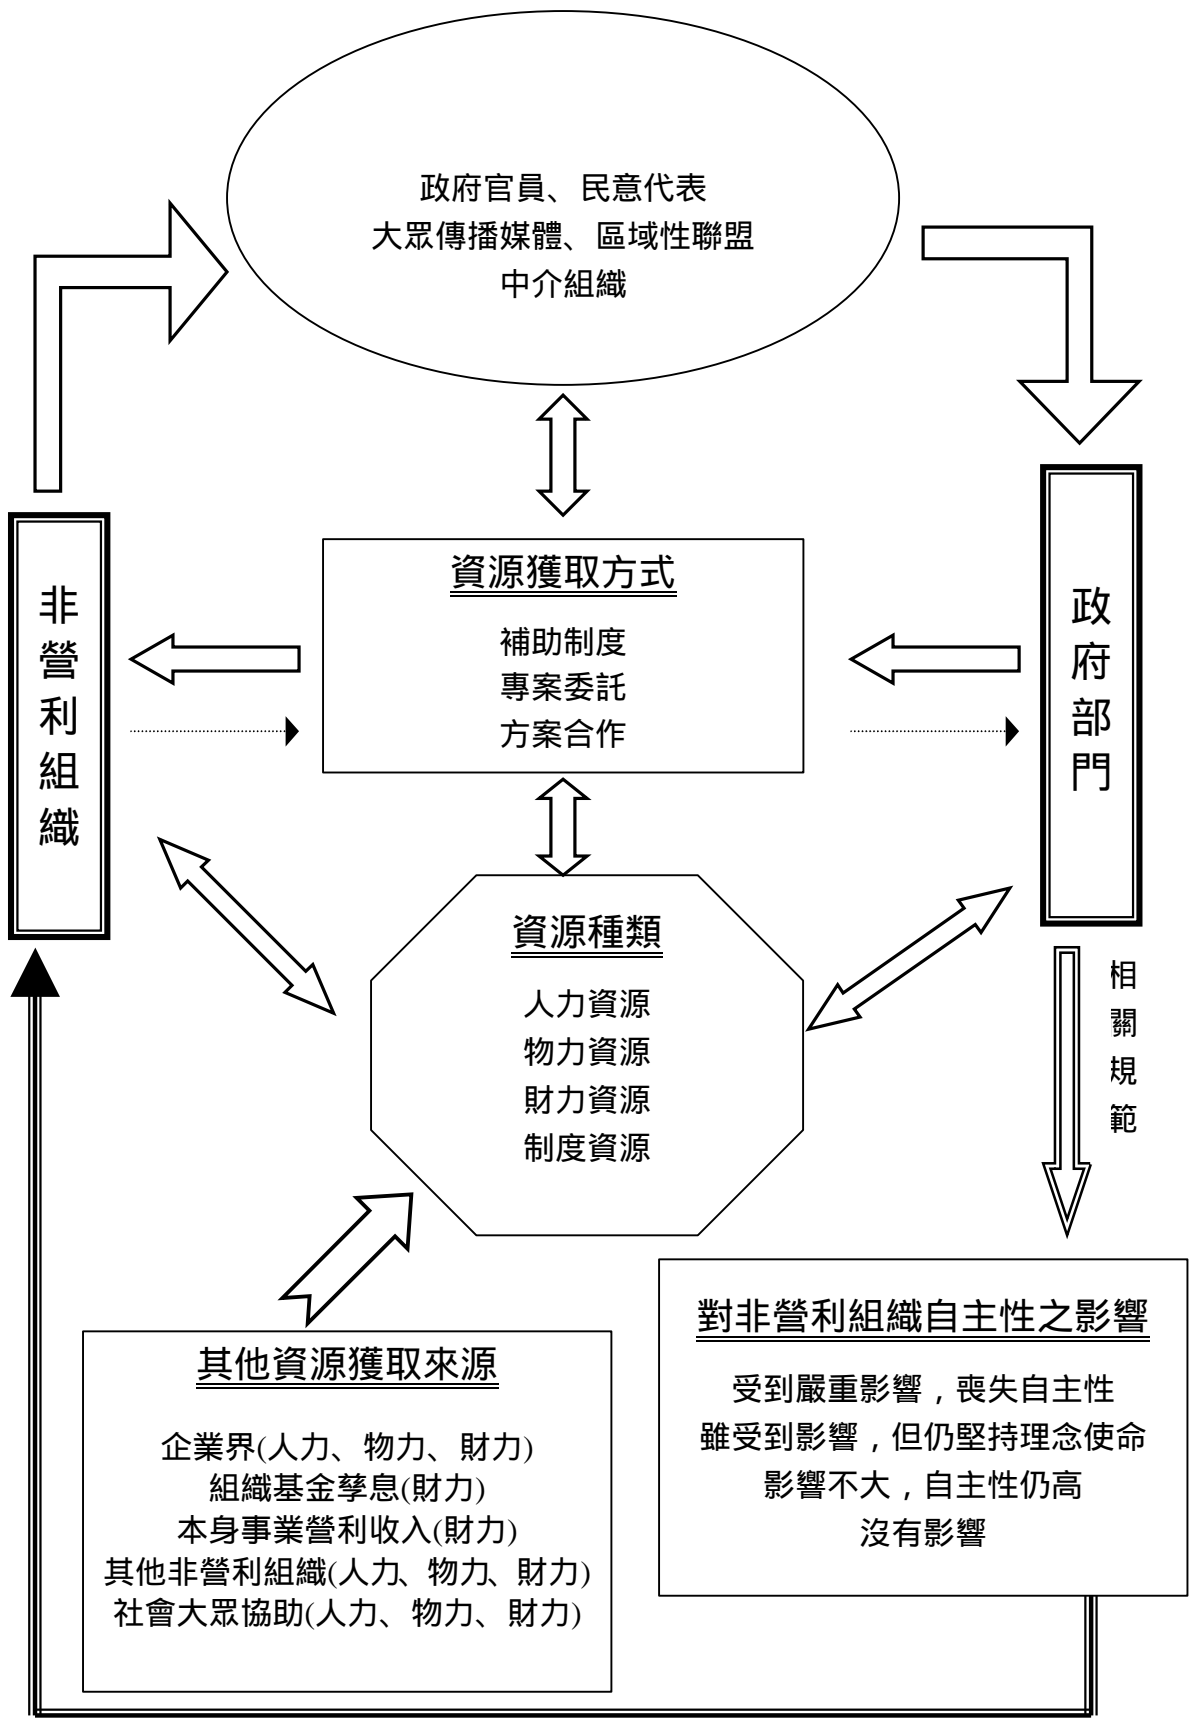 政府官員、民意代表
大眾傳播媒體、區域性聯盟
中介組織
非營利組織
資源獲取方式
補助制度
專案委託
方案合作
政府部門
資源種類
人力資源
物力資源
財力資源
制度資源
相關規範
其他資源獲取來源
企業界(人力、物力、財力)
組織基金孳息(財力)
本身事業營利收入(財力)
其他非營利組織(人力、物力、財力)
社會大眾協助(人力、物力、財力)
對非營利組織自主性之影響
受到嚴重影響，喪失自主性
雖受到影響，但仍堅持理念使命
影響不大，自主性仍高
沒有影響